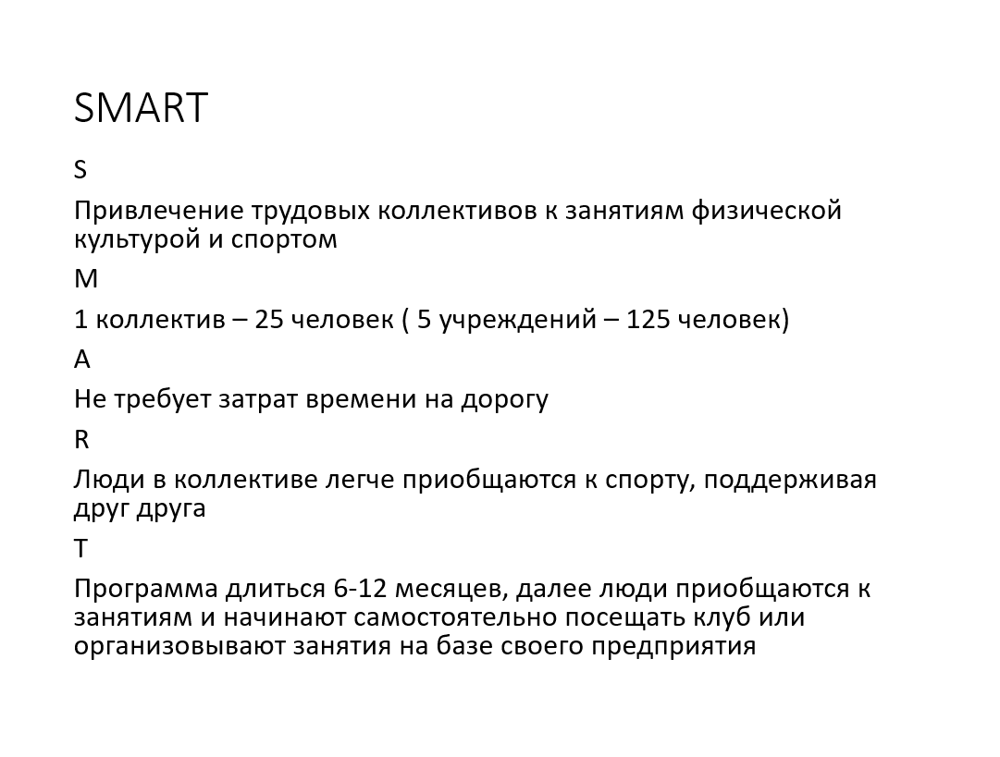 SMART
S
Привлечение трудовых коллективов к занятиям физической
культурой и спортом
M
1 коллектив – 25 человек ( 5 учреждений – 125 человек)
A
Не требует затрат времени на дорогу
R
Люди в коллективе легче приобщаются к спорту, поддерживая
друг друга
T
Программа длиться 6-12 месяцев, далее люди приобщаются к
занятиям и начинают самостоятельно посещать клуб или
организовывают занятия на базе своего предприятия